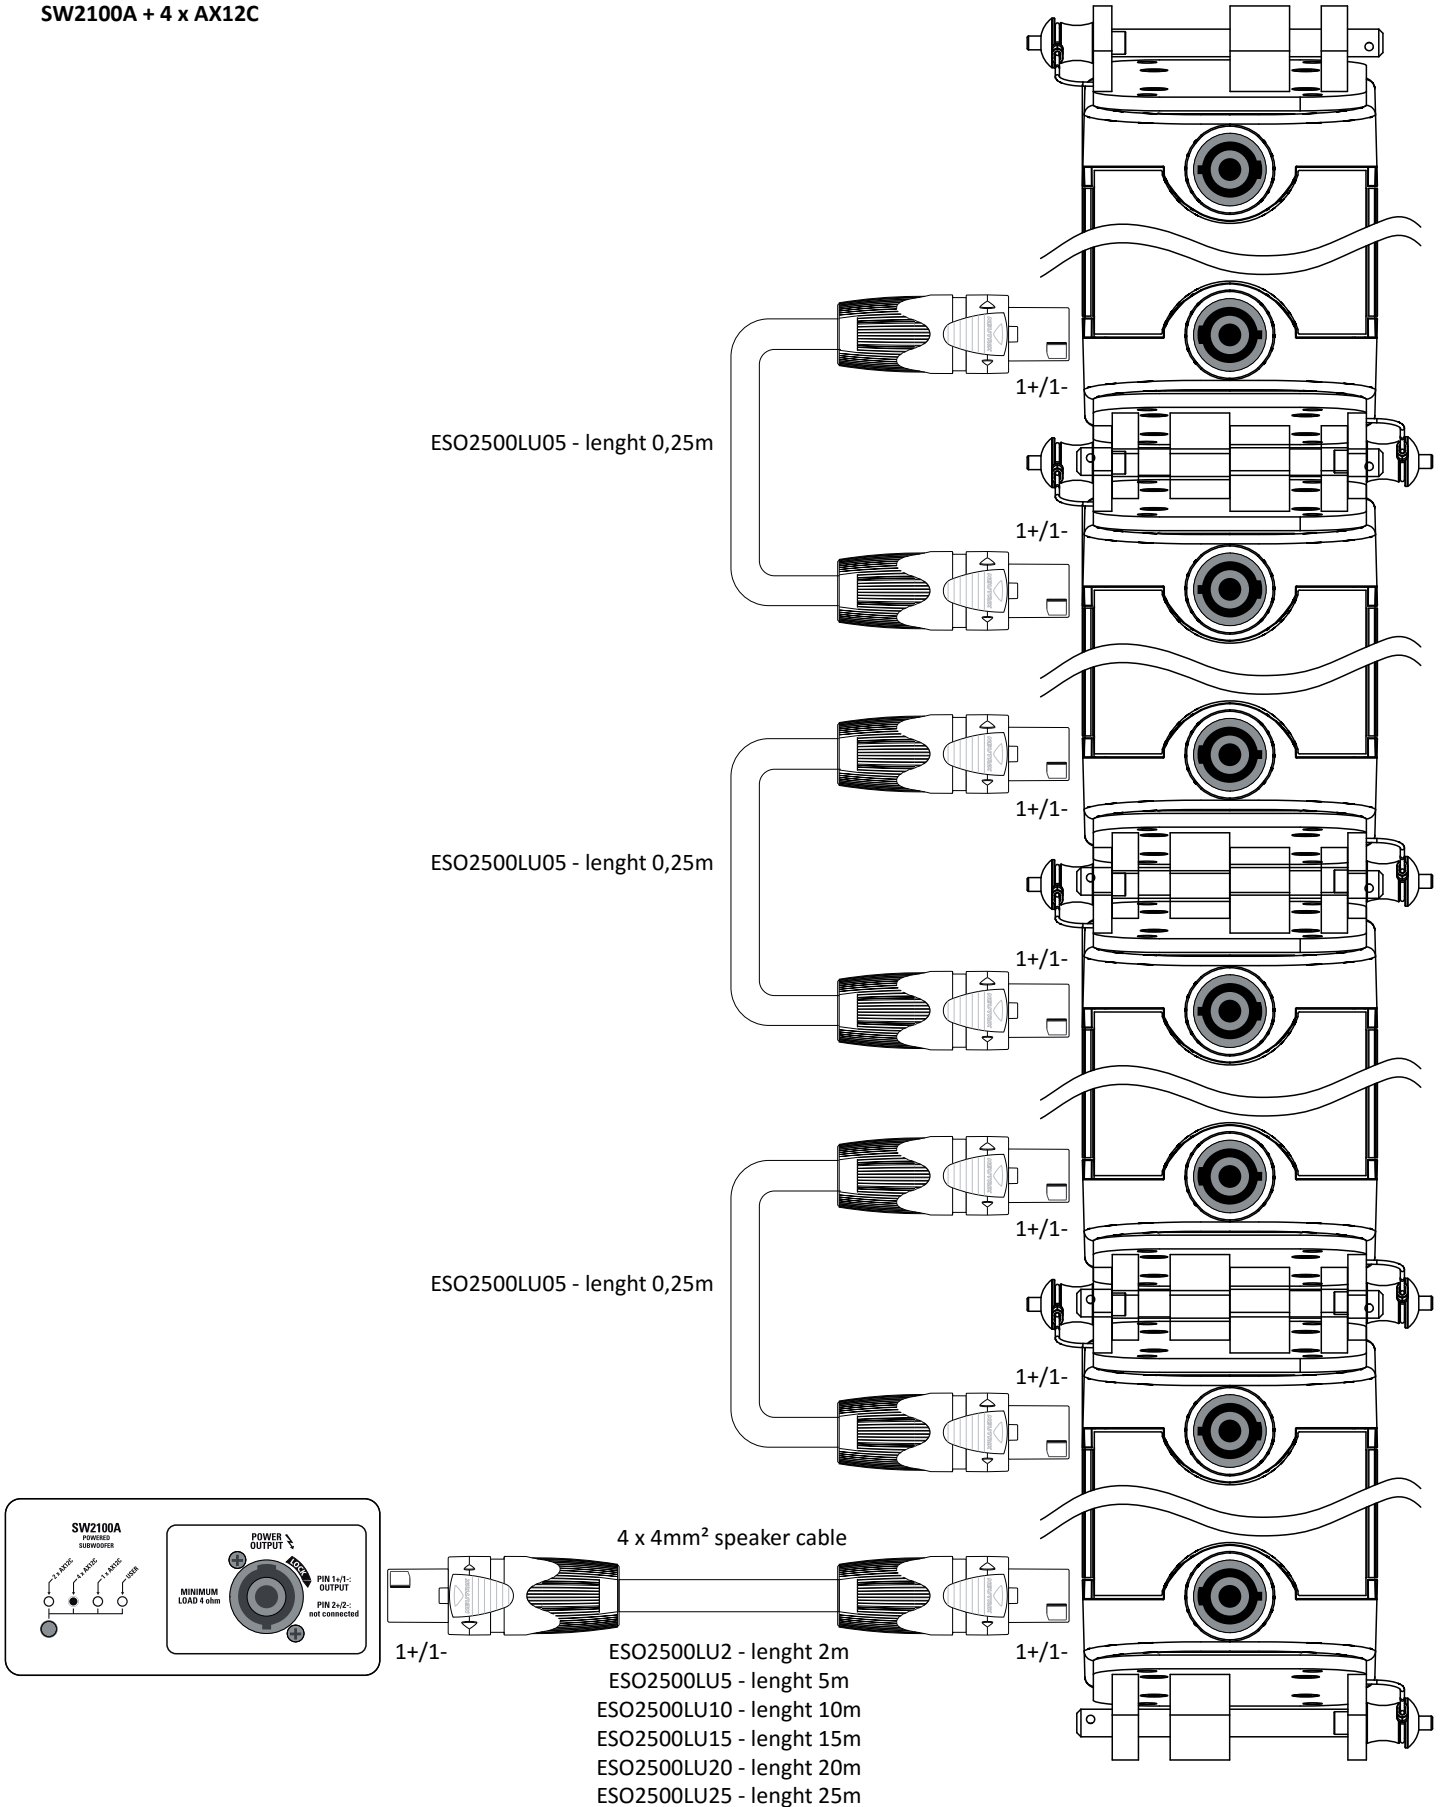 SW2100A + 4 x AX12C
1+/1-
ESO2500LU05 - lenght 0,25m
1+/1-
1+/1-
ESO2500LU05 - lenght 0,25m
1+/1-
1+/1-
ESO2500LU05 - lenght 0,25m
1+/1-
SW2100A
POWERED
SUBWOOFER
2 x AX12C
4 x AX12C
1 x AX12C
USER
POWER
OUTPUT
LOCK
MINIMUM
LOAD 4 ohm
PIN 1+/1-:
OUTPUT
PIN 2+/2-:
not connected
4 x 4mm² speaker cable
1+/1-
1+/1-
ESO2500LU2 - lenght 2m
ESO2500LU5 - lenght 5m
ESO2500LU10 - lenght 10m
ESO2500LU15 - lenght 15m
ESO2500LU20 - lenght 20m
ESO2500LU25 - lenght 25m